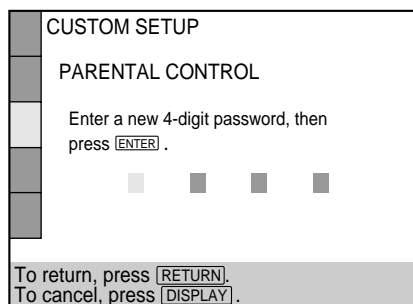 CUSTOM SETUP
PARENTAL CONTROL
Enter a new 4-digit password, then
press ENTER .
To return, press RETURN.
To cancel, press DISPLAY .